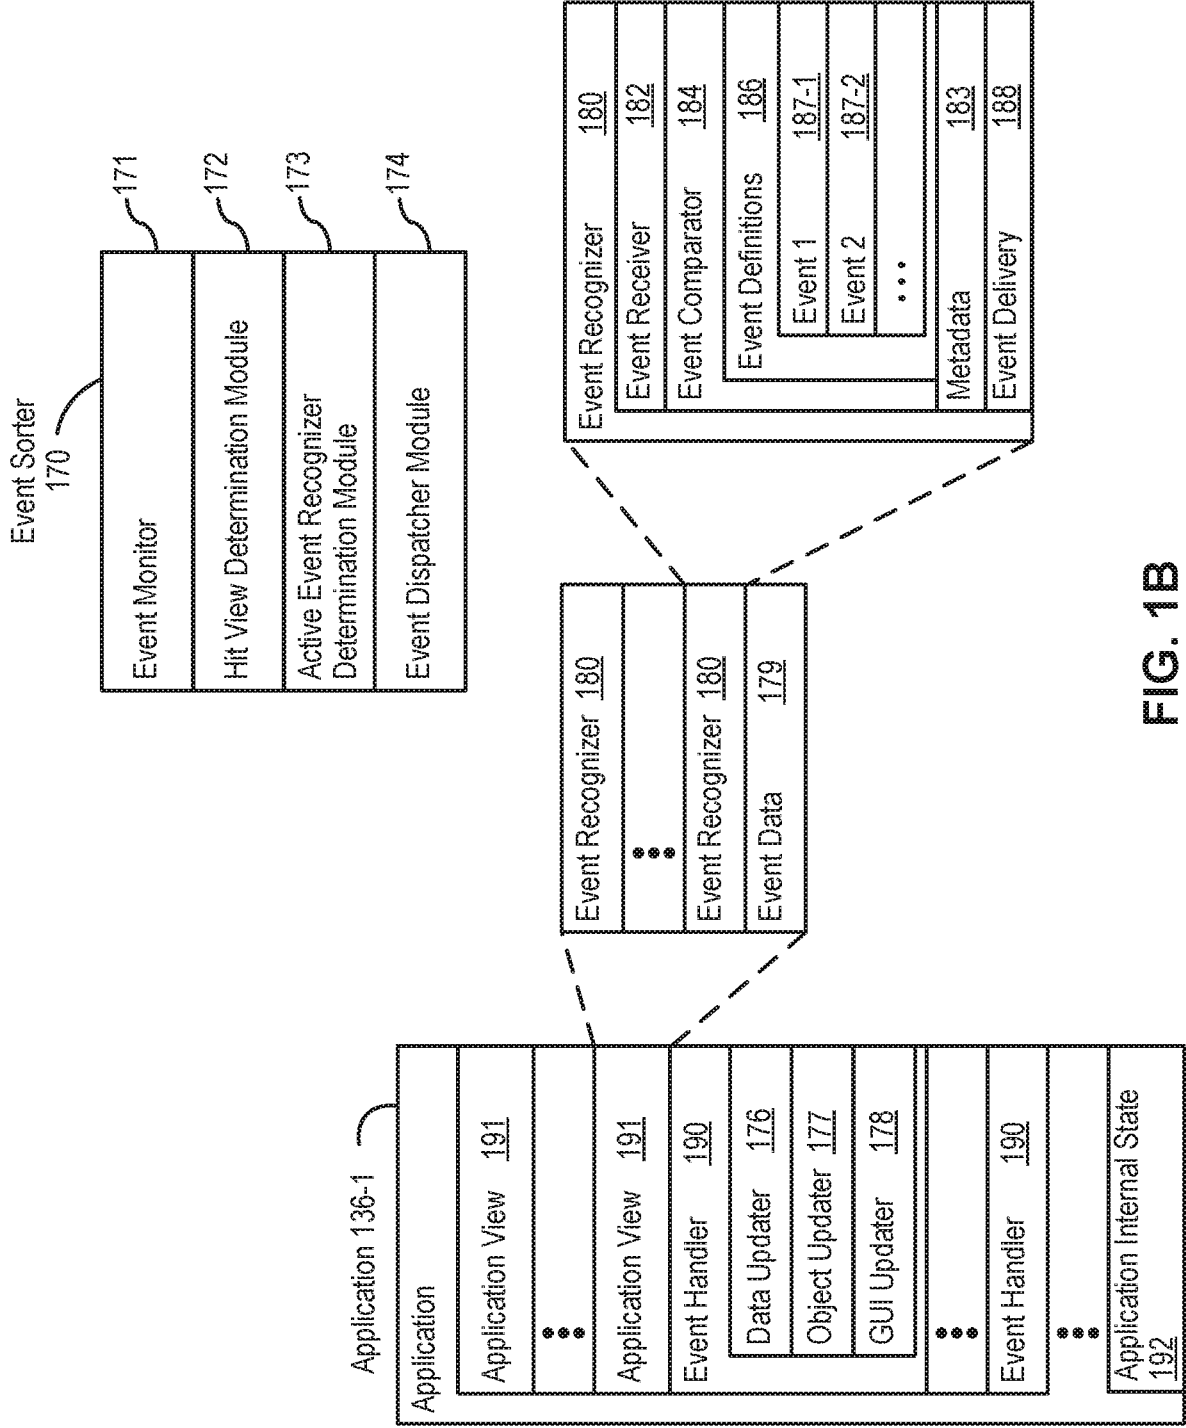 Event Sorter
170
Event Monitor
171
Hit View Determination Module
172
Active Event Recognizer
Determination Module
173
Event Dispatcher Module
174
Application 136-1
Application
Application View 191
Application View 191
Event Handler 190
Data Updater 176
Object Updater 177
GUI Updater 178
Event Handler 190
Application Internal State
192
Event Recognizer 180
Event Recognizer 180
Event Data 179
Event Recognizer 180
Event Receiver 182
Event Comparator 184
Event Definitions 186
Event 1 187-1
Event 2 187-2
Metadata 183
Event Delivery 188
FIG. 1B